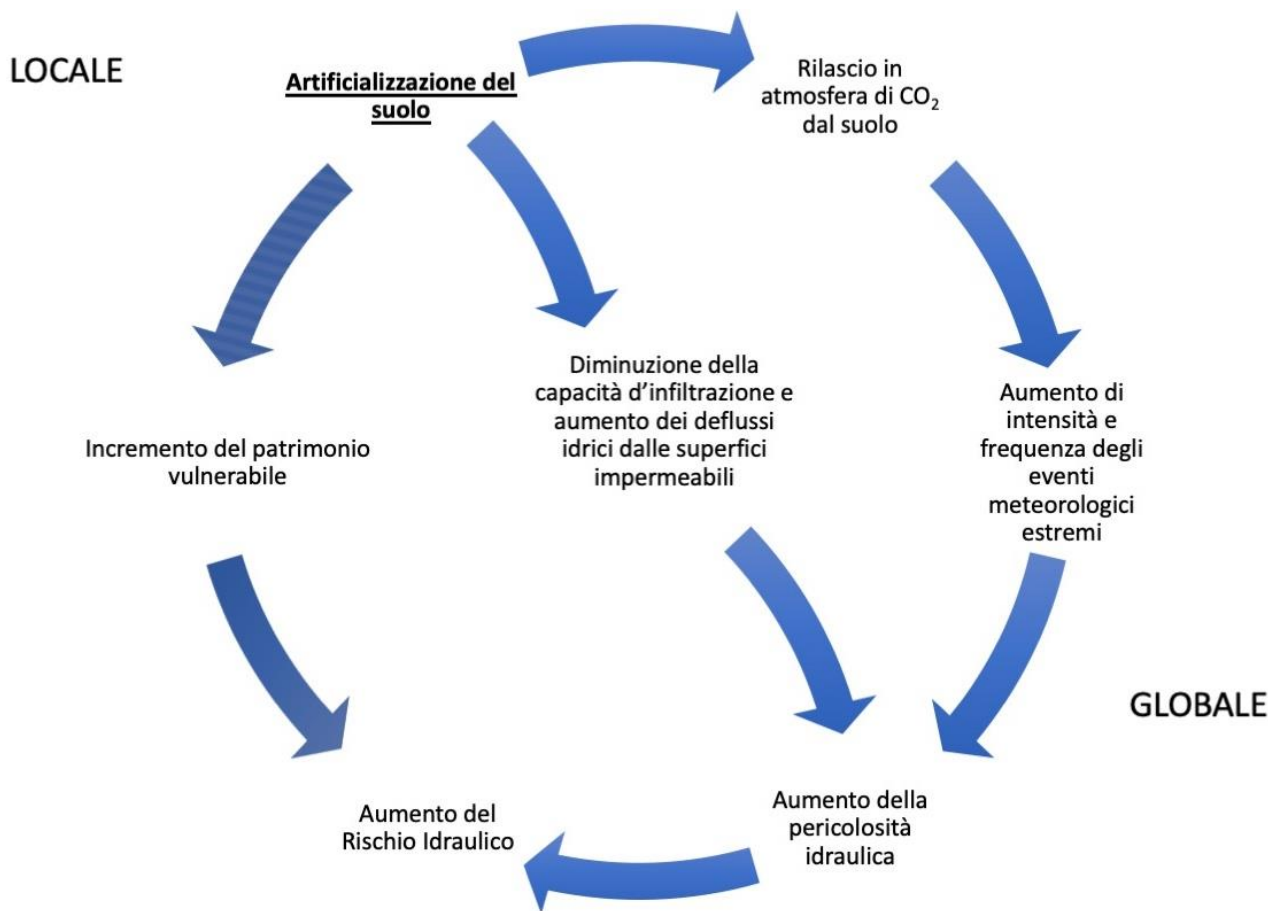 LOCALE
Artificializzazione del
suolo
Rilascio in
atmosfera di CO₂
dal suolo
Incremento del patrimonio
vulnerabile
Diminuzione della
capacità d’infiltrazione e
aumento dei deflussi
idrici dalle superfici
impermeabili
Aumento di
intensità e
frequenza degli
eventi
meteorologici
estremi
GLOBALE
Aumento del
Rischio Idraulico
Aumento della
pericolosità
idraulica